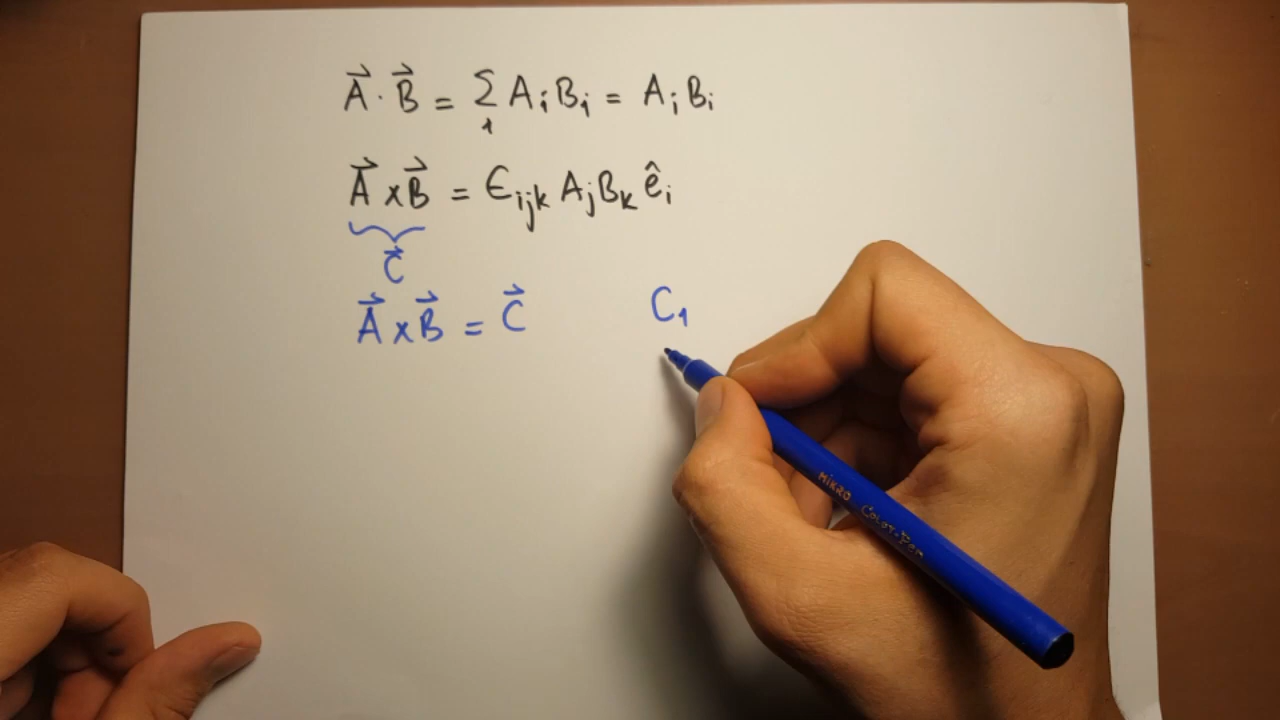 A⃗ · B⃗ = Σ AᵢBᵢ = AᵢBᵢ
i
A⃗ × B⃗ = ϵᵢⱼₖ AⱼBₖ êᵢ
C⃗
A⃗ × B⃗ = C⃗ C₁
MIKRO COLOR-PEN